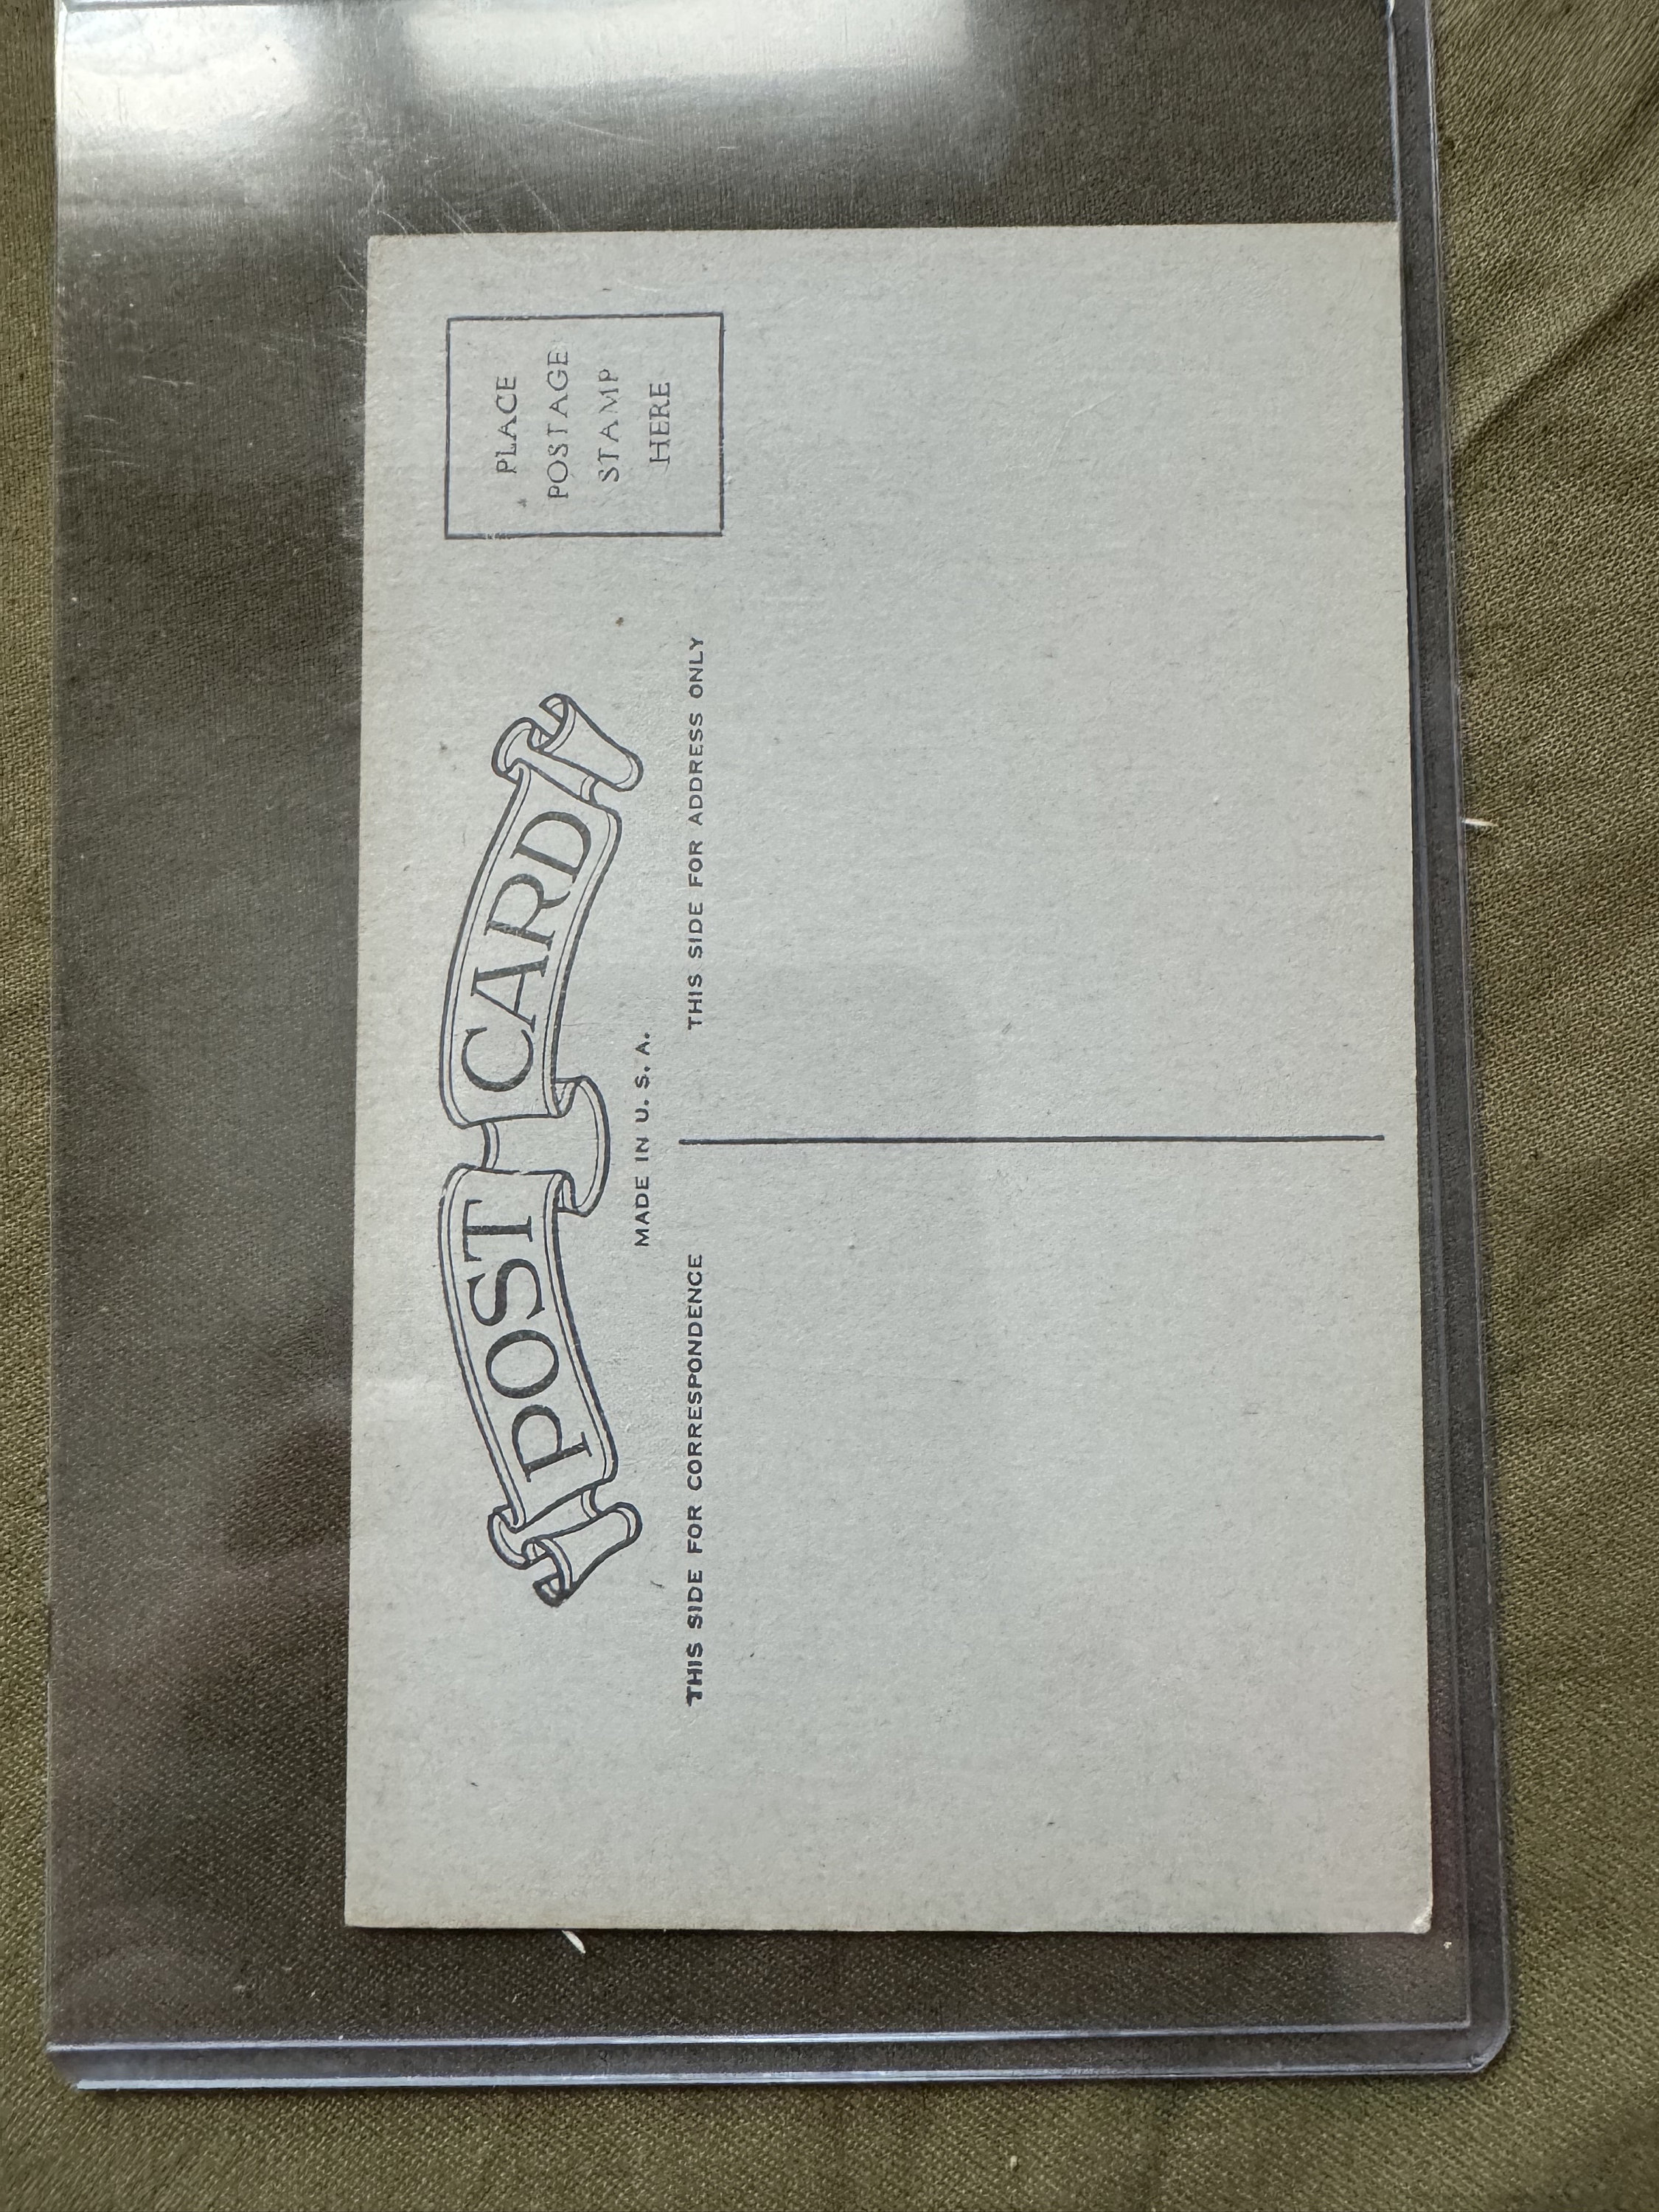 POST CARD
PLACE
POSTAGE
STAMP
HERE
MADE IN U. S. A.
THIS SIDE FOR CORRESPONDENCE
THIS SIDE FOR ADDRESS ONLY